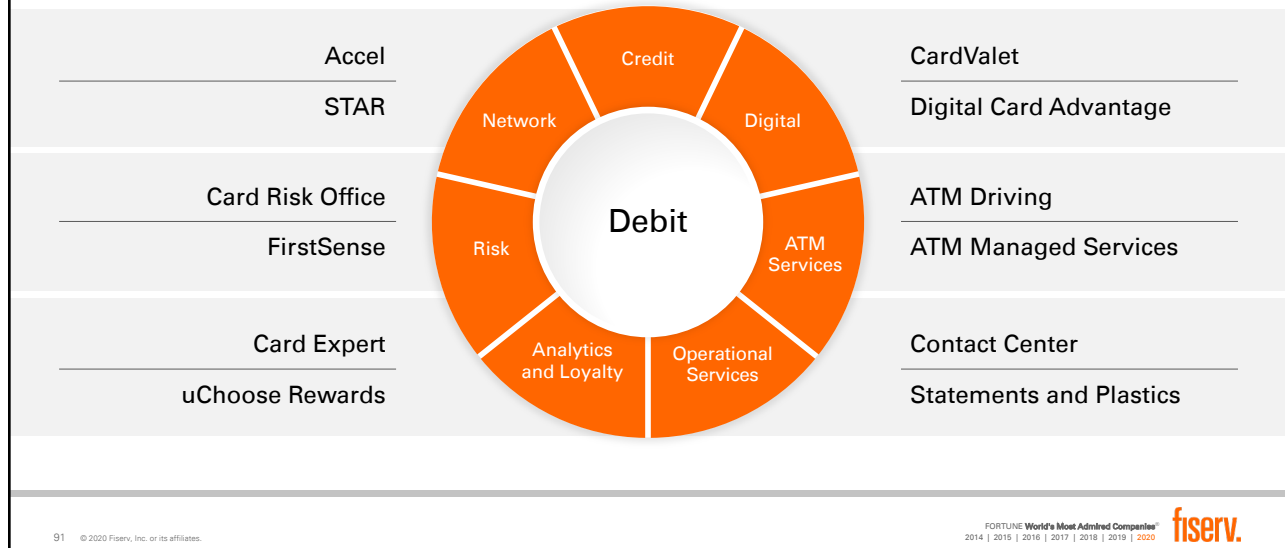 Accel
STAR
Card Risk Office
FirstSense
Card Expert
uChoose Rewards
Credit
Network
Digital
Debit
Risk
ATM
Services
Analytics
and Loyalty
Operational
Services
CardValet
Digital Card Advantage
ATM Driving
ATM Managed Services
Contact Center
Statements and Plastics
91 © 2020 Fiserv, Inc. or its affiliates.
FORTUNE World's Most Admired Companies®
2014 | 2015 | 2016 | 2017 | 2018 | 2019 | 2020
fiserv.